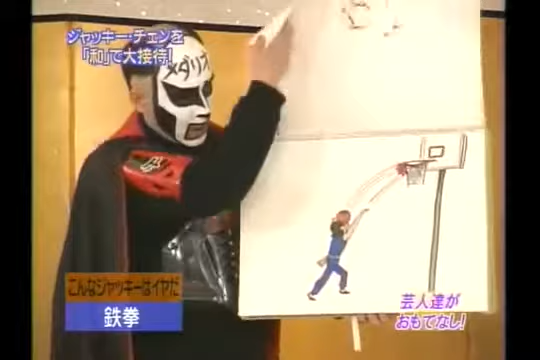 ジャッキー・チェンを
「和」で大接待!
メダリオ
こんなジャッキーはイヤだ
鉄拳
芸人達が
おもてなし!